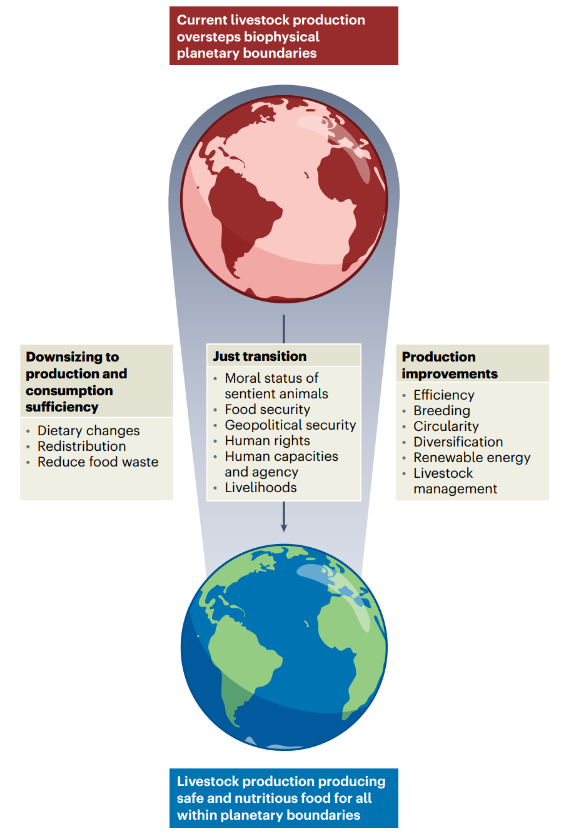 Current livestock production
oversteps biophysical
planetary boundaries
Downsizing to
production and
consumption
sufficiency
• Dietary changes
• Redistribution
• Reduce food waste
Just transition
• Moral status of
sentient animals
• Food security
• Geopolitical security
• Human rights
• Human capacities
and agency
• Livelihoods
Production
improvements
• Efficiency
• Breeding
• Circularity
• Diversification
• Renewable energy
• Livestock
management
Livestock production producing
safe and nutritious food for all
within planetary boundaries